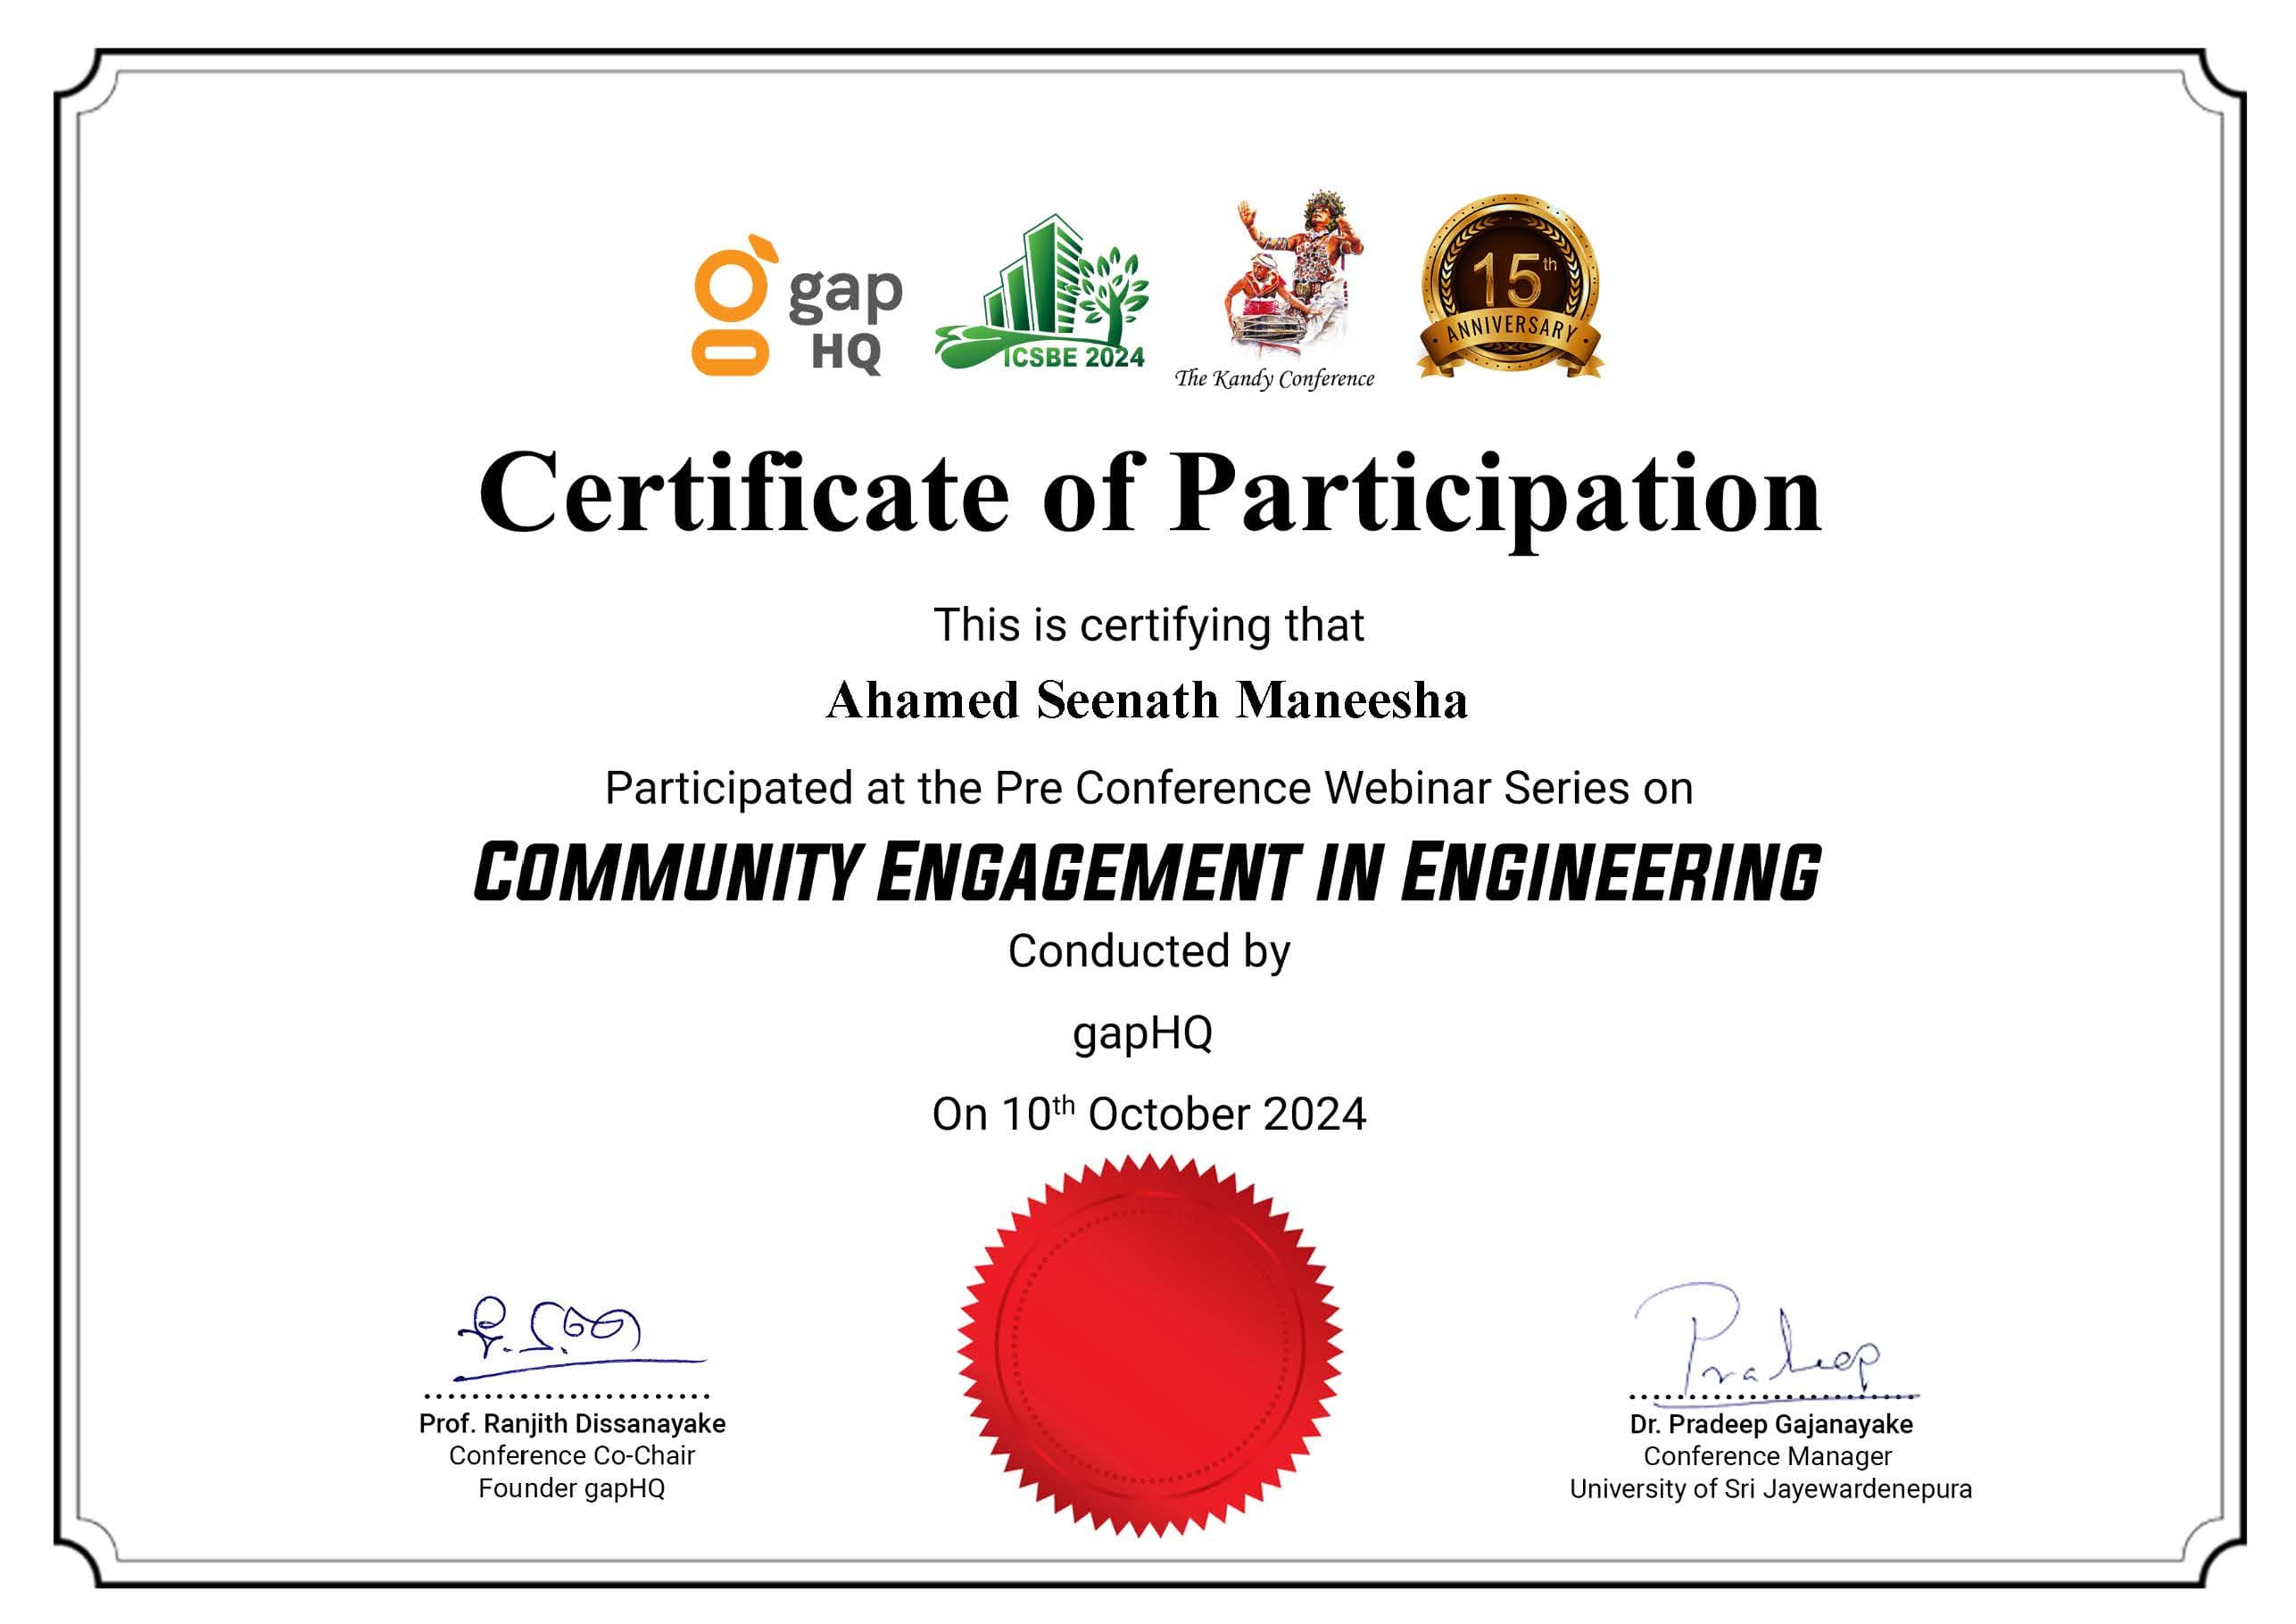 gap
HQ
ICSBE 2024
The Kandy Conference
15th
ANNIVERSARY
Certificate of Participation
This is certifying that
Ahamed Seenath Maneesha
Participated at the Pre Conference Webinar Series on
COMMUNITY ENGAGEMENT IN ENGINEERING
Conducted by
gapHQ
On 10th October 2024
Pradeep
Prof. Ranjith Dissanayake
Conference Co-Chair
Founder gapHQ
Dr. Pradeep Gajanayake
Conference Manager
University of Sri Jayewardenepura